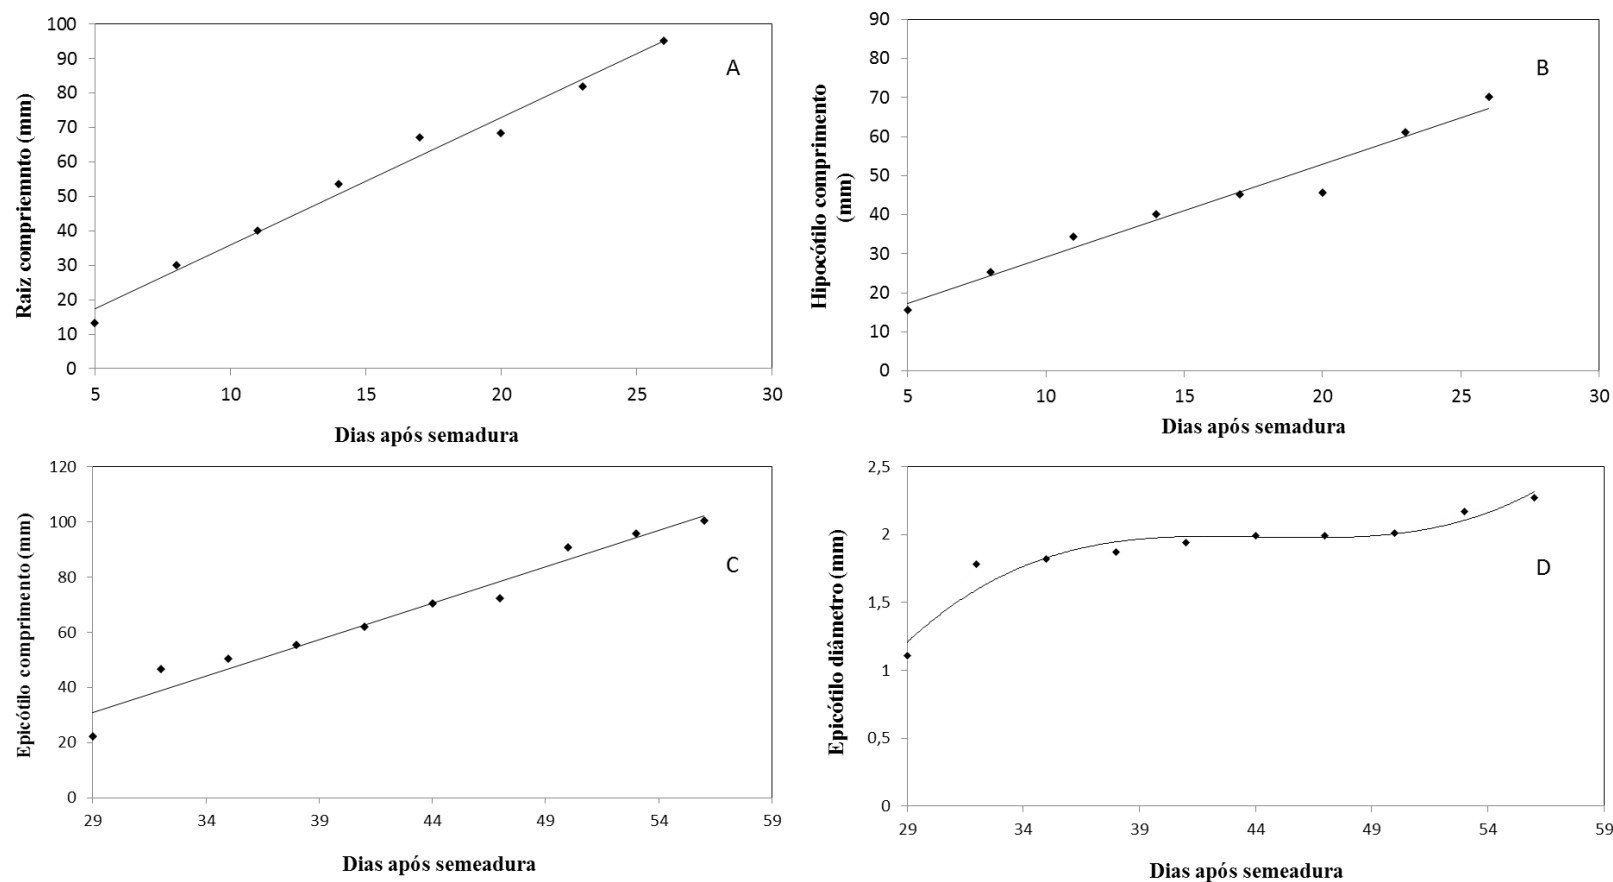 100
90
80
70
60
50
40
30
20
10
0
Raiz compriemnto (mm)
A
5 10 15 20 25 30
Dias após semadura
90
80
70
60
50
40
30
20
10
0
Hipocótilo comprimento
(mm)
B
5 10 15 20 25 30
Dias após semadura
120
100
80
60
40
20
0
Epicótilo comprimento (mm)
C
29 34 39 44 49 54 59
Dias após semeadura
2,5
2
1,5
1
0,5
0
Epicótilo diâmetro (mm)
D
29 34 39 44 49 54 59
Dias após semeadura